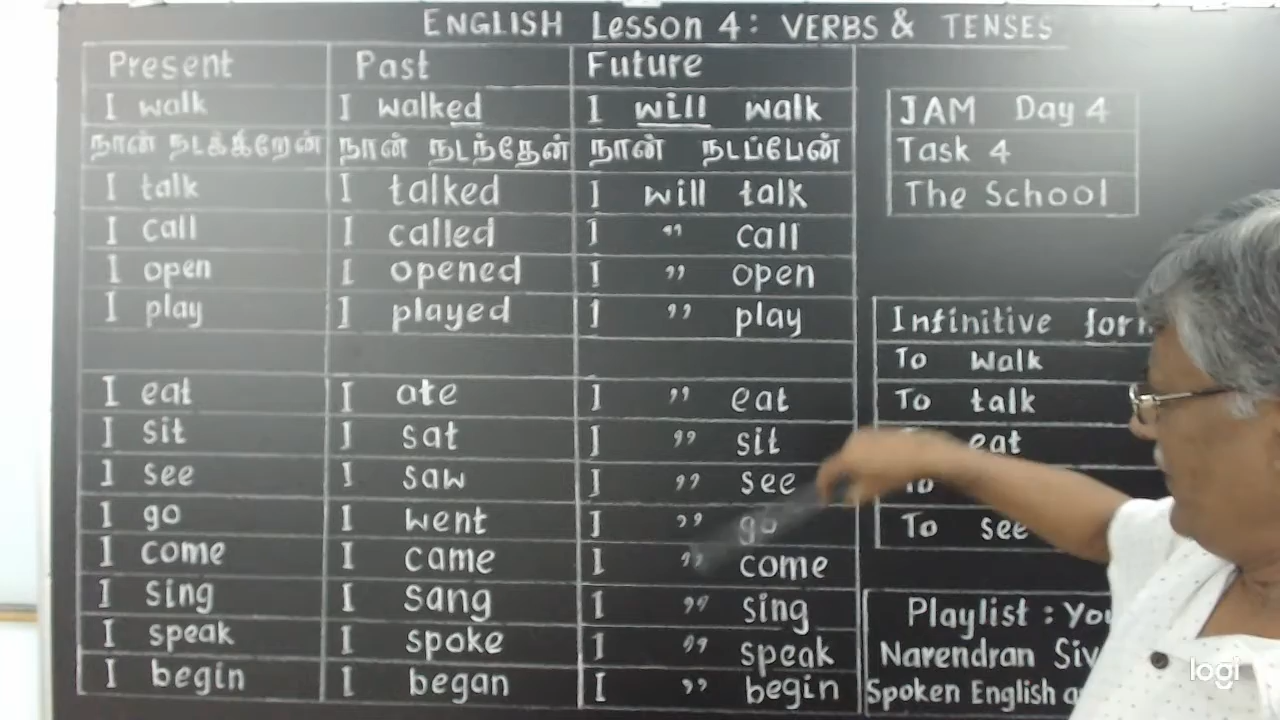 ENGLISH Lesson 4: VERBS & TENSES
Present Past Future
I walk I walked I will walk
நான் நடக்கிறேன் நான் நடந்தேன் நான் நடப்பேன்
I talk I talked I will talk
I call I called I " call
I open I opened I " open
I play I played I " play
I eat I ate I " eat
I sit I sat I " sit
I see I saw I " see
I go I went I " go
I come I came I " come
I sing I sang I " sing
I speak I spoke I " speak
I begin I began I " begin
JAM Day 4
Task 4
The School
Infinitive
To walk
To talk
eat
To
To see
Playlist:
Narendran
Spoken English
logi